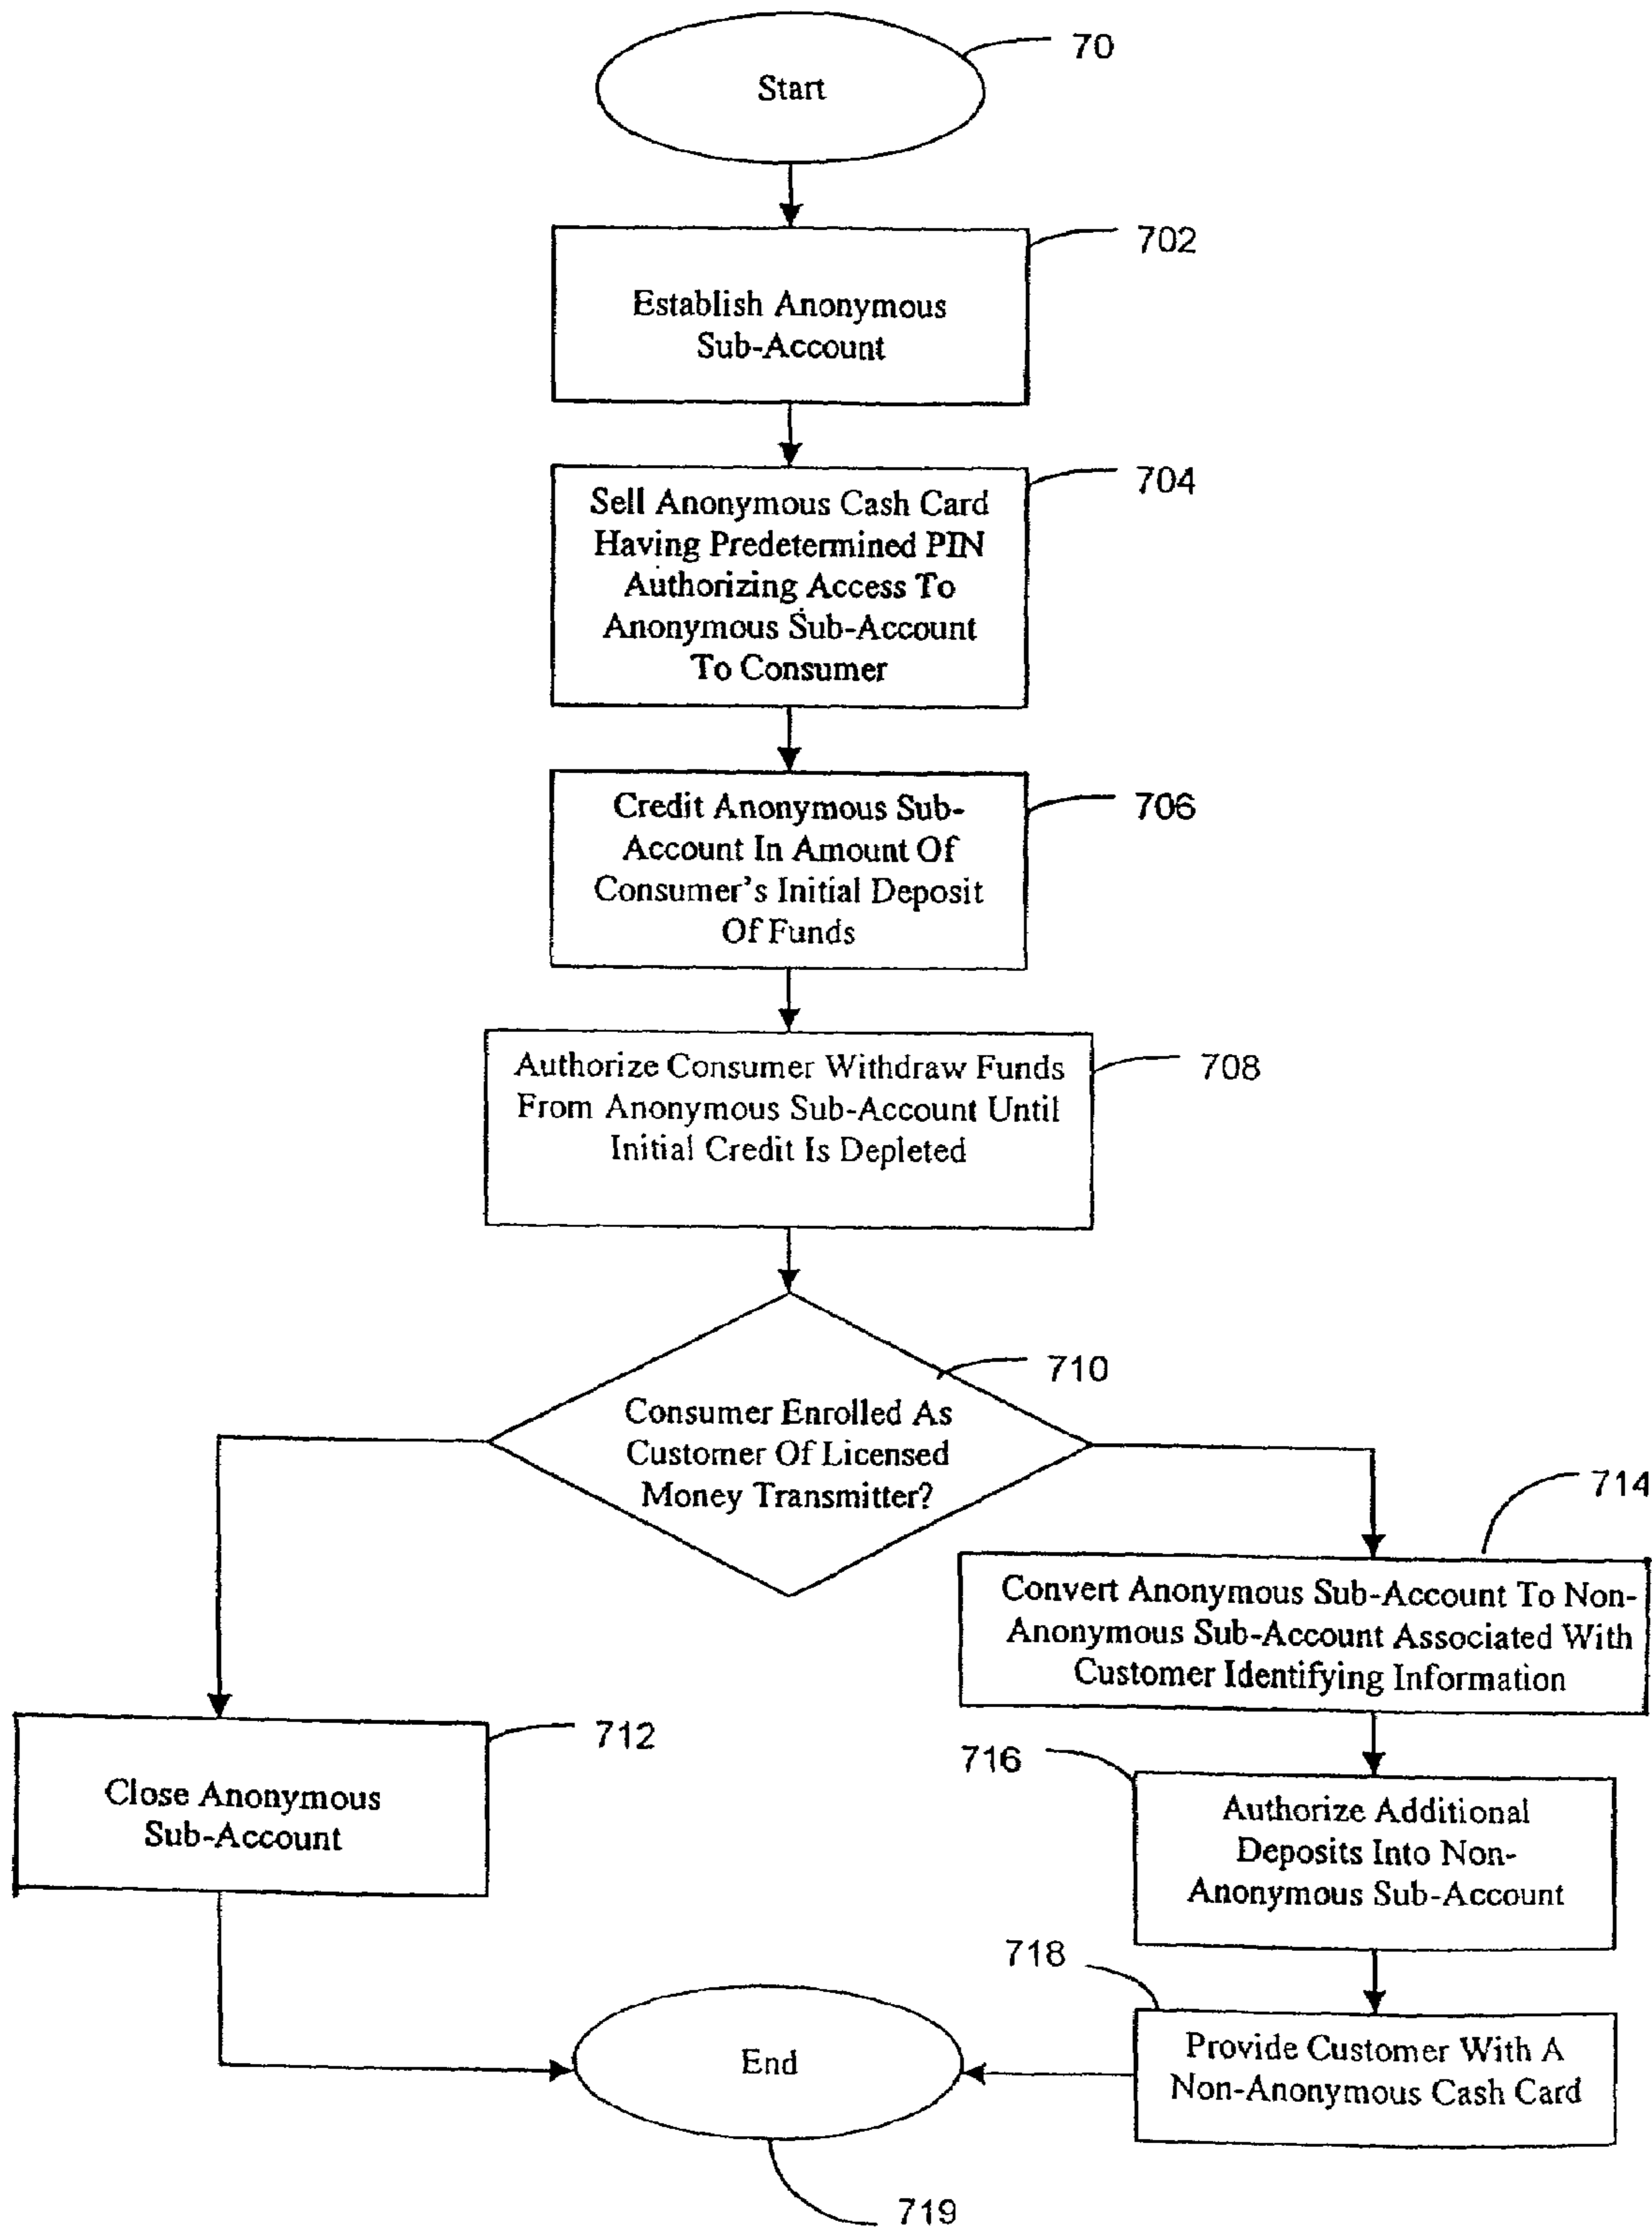 Start
70
702
Establish Anonymous
Sub-Account
704
Sell Anonymous Cash Card
Having Predetermined PIN
Authorizing Access To
Anonymous Sub-Account
To Consumer
706
Credit Anonymous Sub-
Account In Amount Of
Consumer's Initial Deposit
Of Funds
708
Authorize Consumer Withdraw Funds
From Anonymous Sub-Account Until
Initial Credit Is Depleted
710
Consumer Enrolled As
Customer Of Licensed
Money Transmitter?
714
Convert Anonymous Sub-Account To Non-
Anonymous Sub-Account Associated With
Customer Identifying Information
712
Close Anonymous
Sub-Account
716
Authorize Additional
Deposits Into Non-
Anonymous Sub-Account
718
Provide Customer With A
Non-Anonymous Cash Card
End
719